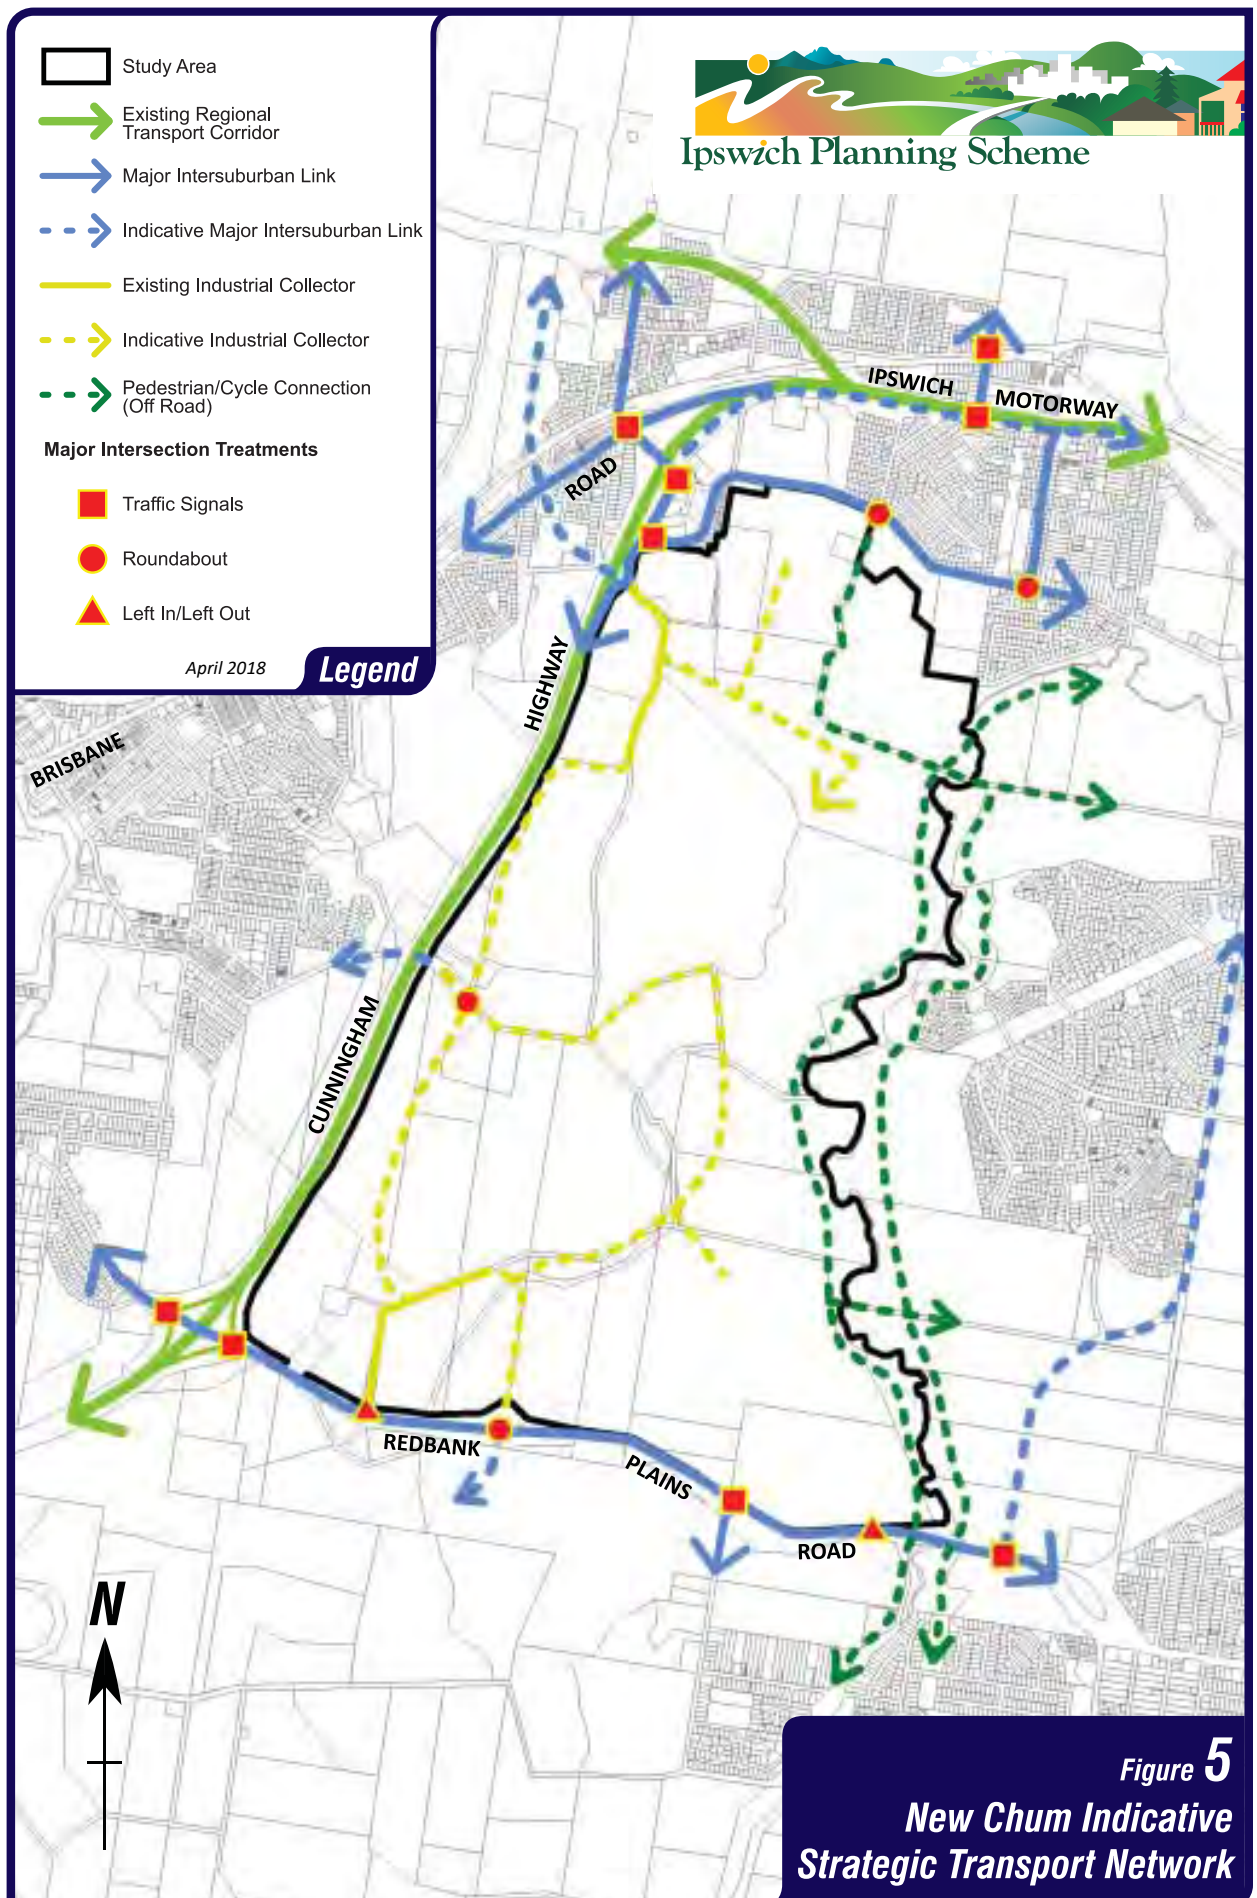 Study Area
Existing Regional
Transport Corridor
Major Intersuburban Link
Indicative Major Intersuburban Link
Existing Industrial Collector
Indicative Industrial Collector
Pedestrian/Cycle Connection
(Off Road)
Major Intersection Treatments
Traffic Signals
Roundabout
Left In/Left Out
April 2018
Legend
Ipswich Planning Scheme
IPSWICH
MOTORWAY
ROAD
HIGHWAY
BRISBANE
CUNNINGHAM
REDBANK
PLAINS
ROAD
N
Figure 5
New Chum Indicative
Strategic Transport Network